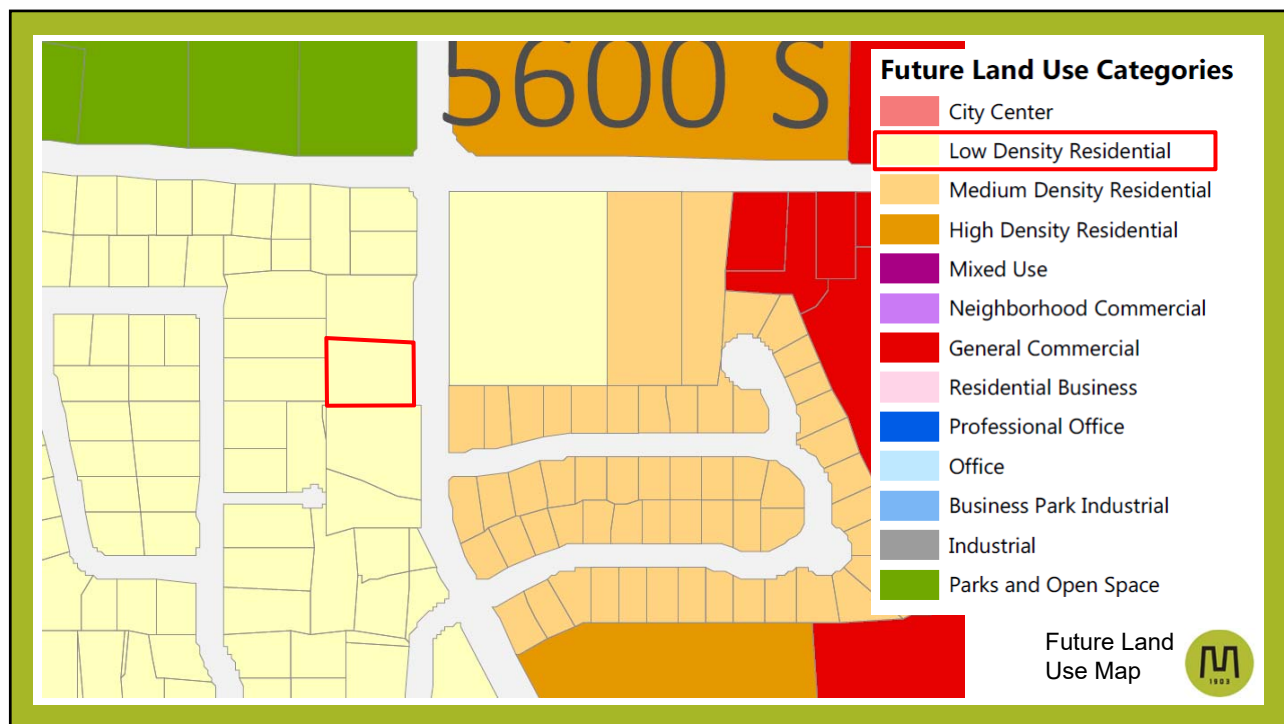 5600 S
Future Land Use Categories
City Center
Low Density Residential
Medium Density Residential
High Density Residential
Mixed Use
Neighborhood Commercial
General Commercial
Residential Business
Professional Office
Office
Business Park Industrial
Industrial
Parks and Open Space
Future Land
Use Map
1903